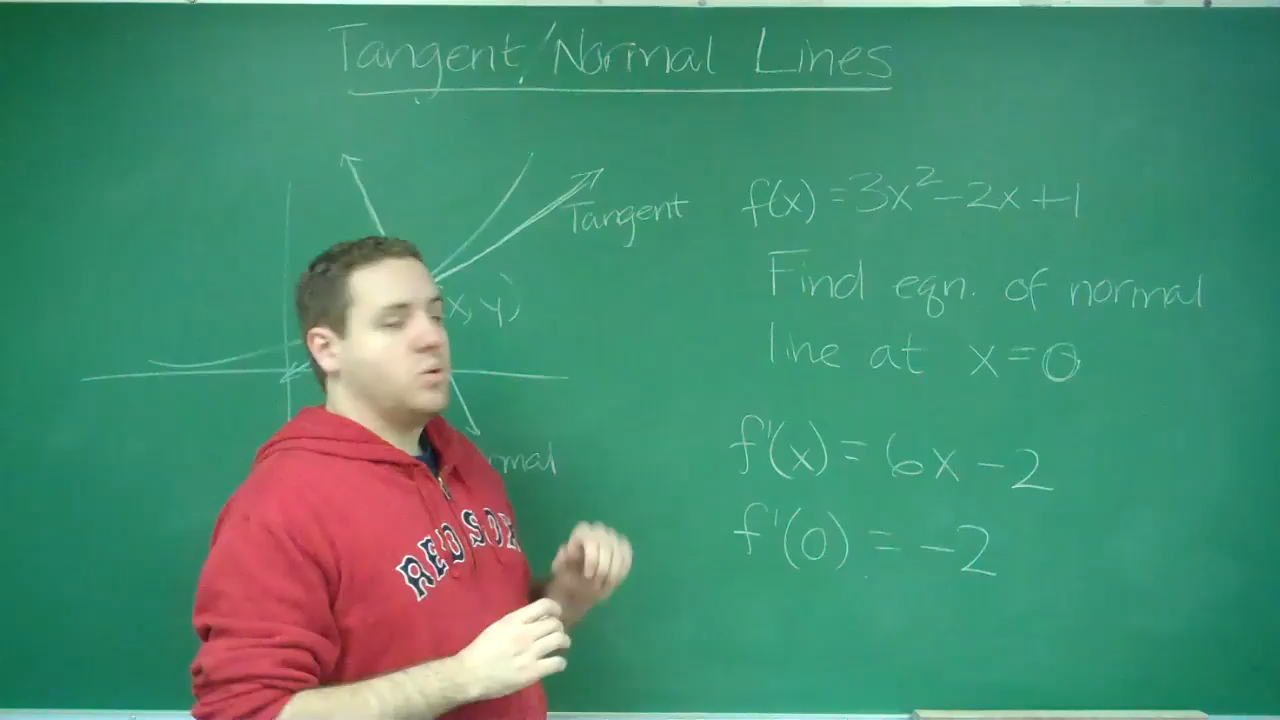 Tangent/Normal Lines
Tangent
x, y)
rmal
RED SOX
f(x) = 3x² - 2x + 1
Find eqn. of normal
line at x = 0
f'(x) = 6x - 2
f'(0) = -2